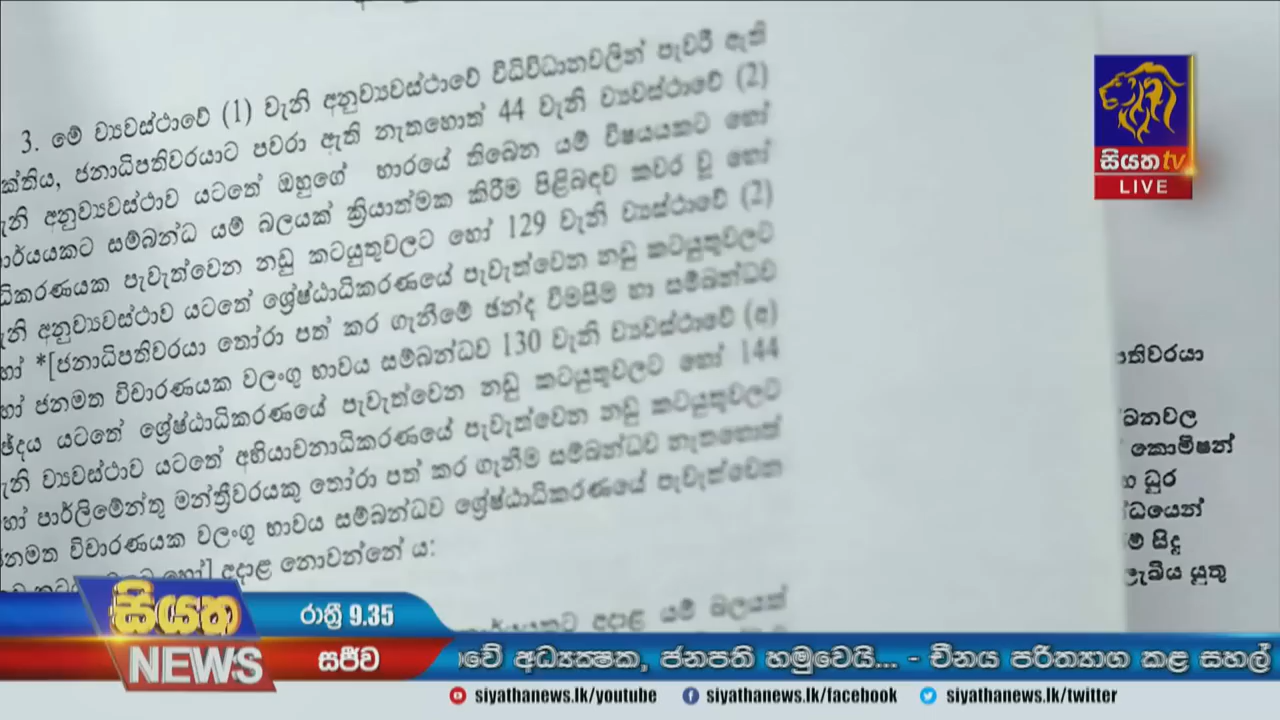 3. මේ ව්‍යවස්ථාවේ (1) වැනි අනුව්‍යවස්ථාවේ විධිවිධානවලින් පැවරී ඇති
ක්තිය, ජනාධිපතිවරයාට පවරා ඇති නැතහොත් 44 වැනි ව්‍යවස්ථාවේ (2)
ැනි අනුව්‍යවස්ථාව යටතේ ඔහුගේ භාරයේ තිබෙන යම් විෂයයකට හෝ
ාර්යයකට සම්බන්ධ යම් බලයක් ක්‍රියාත්මක කිරීම පිළිබඳව කවර වූ හෝ
ධිකරණයක පැවැත්වෙන නඩු කටයුතුවලට හෝ 129 වැනි ව්‍යස්ථාවේ (2)
ැනි අනුව්‍යවස්ථාව යටතේ ශ්‍රේෂ්ඨාධිකරණයේ පැවැත්වෙන නඩු කටයුතුවලට
හෝ *[ජනාධිපතිවරයා තෝරා පත් කර ගැනීමේ ඡන්ද විමසීම හා සම්බන්ධව
හෝ ජනමත විචාරණයක වලංගු භාවය සම්බන්ධව 130 වැනි ව්‍යවස්ථාවේ (අ)
ඡේදය යටතේ ශ්‍රේෂ්ඨාධිකරණයේ පැවැත්වෙන නඩු කටයුතුවලට හෝ 144
ැනි ව්‍යවස්ථාව යටතේ අභියාචනාධිකරණයේ පැවැත්වෙන නඩු කටයුතුවලට
හෝ පාර්ලිමේන්තු මන්ත්‍රීවරයකු තෝරා පත් කර ගැනීම සම්බන්ධව නැතහොත්
ජනමත විචාරණයක වලංගු භාවය සම්බන්ධව ශ්‍රේෂ්ඨාධිකරණයේ පැවැත්වෙන
හෝ] අදාළ නොවන්නේ ය:
අදාළ යම් බලයක්
පතිවරයා
ඛනවල
කොමිෂන්
ධුර
ධයෙන්
ම් සිදු
ලැබිය යුතු
සියත tv
LIVE
සියත
NEWS
රාත්‍රී 9.35
සජීව
ාවේ අධ්‍යක්ෂක, ජනපති හමුවෙයි... - චීනය පරිත්‍යාග කළ සහල්
siyathanews.lk/youtube
siyathanews.lk/facebook
siyathanews.lk/twitter